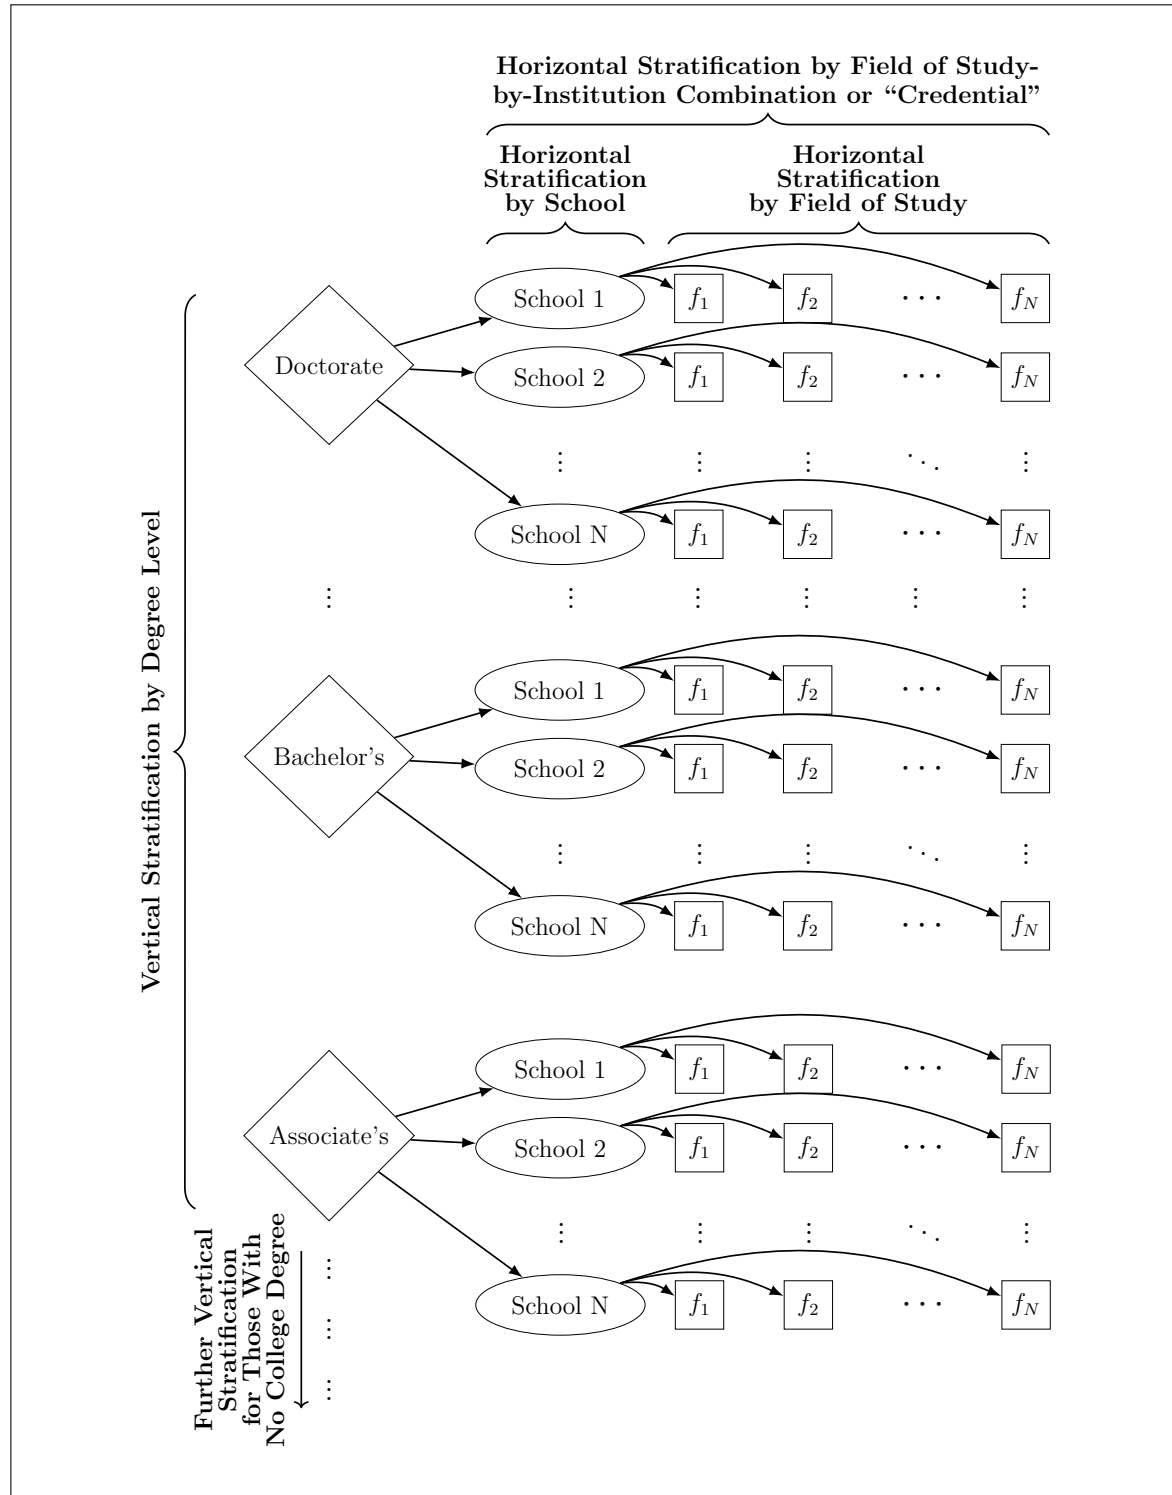 Horizontal Stratification by Field of Study-
by-Institution Combination or “Credential”
Horizontal
Stratification
by School
Horizontal
Stratification
by Field of Study
Vertical Stratification by Degree Level
Doctorate
School 1 f1 f2 ... fN
School 2 f1 f2 ... fN
School N f1 f2 ... fN
Bachelor's
School 1 f1 f2 ... fN
School 2 f1 f2 ... fN
School N f1 f2 ... fN
Associate's
School 1 f1 f2 ... fN
School 2 f1 f2 ... fN
School N f1 f2 ... fN
Further Vertical
Stratification
for Those With
No College Degree